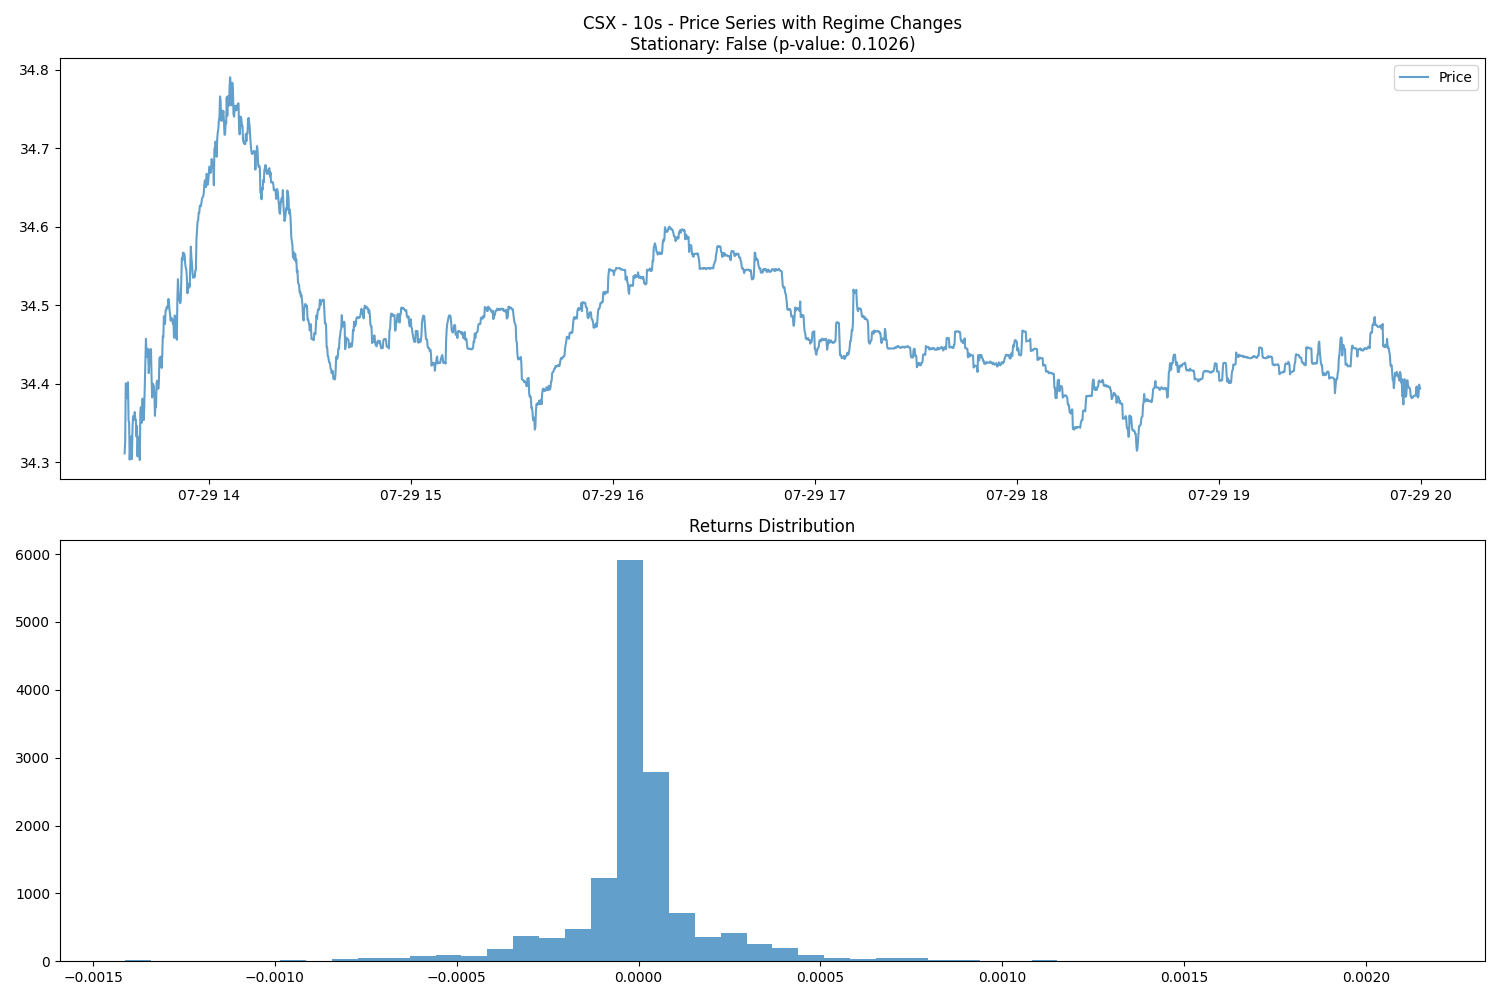 CSX - 10s - Price Series with Regime Changes
Stationary: False (p-value: 0.1026)
Price
34.8
34.7
34.6
34.5
34.4
34.3
07-29 14 07-29 15 07-29 16 07-29 17 07-29 18 07-29 19 07-29 20
Returns Distribution
6000
5000
4000
3000
2000
1000
0
−0.0015 −0.0010 −0.0005 0.0000 0.0005 0.0010 0.0015 0.0020